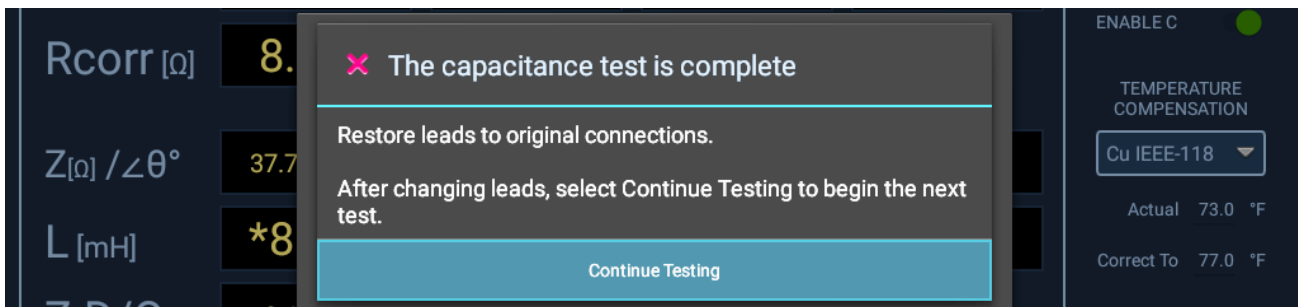 ENABLE C
Rcorr [Ω] 8.
The capacitance test is complete
TEMPERATURE
COMPENSATION
Restore leads to original connections.
Z[Ω] /∠θ° 37.7
Cu IEEE-118
After changing leads, select Continue Testing to begin the next
test.
Actual 73.0 °F
L [mH] *8
Correct To 77.0 °F
Continue Testing